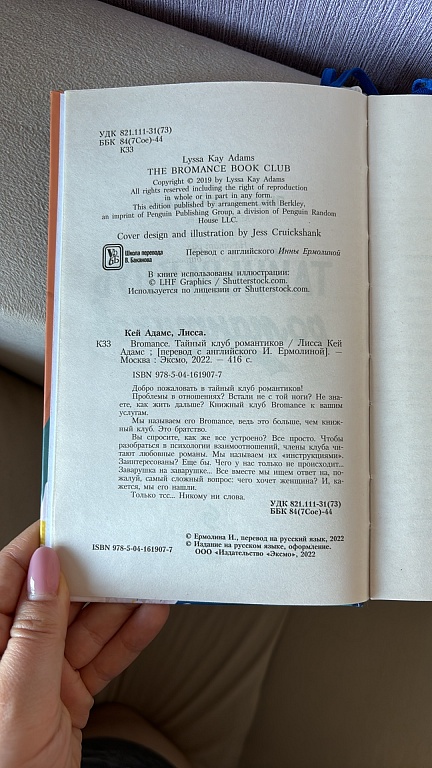 УДК 821.111-31(73)
ББК 84(7Сое)-44
К33
Lyssa Kay Adams
THE BROMANCE BOOK CLUB
Copyright © 2019 by Lyssa Kay Adams
All rights reserved including the right of reproduction
in whole or in part in any form.
This edition published by arrangement with Berkley,
an imprint of Penguin Publishing Group, a division of Penguin Random
House LLC.
Cover design and illustration by Jess Cruickshank
Школа перевода
В. Баканова
Перевод с английского Инны Ермолиной
В книге использованы иллюстрации:
© LHF Graphics / Shutterstock.com.
Используется по лицензии от Shutterstock.com.
Кей Адамс, Лисса.
К33 Bromance. Тайный клуб романтиков / Лисса Кей
Адамс ; [перевод с английского И. Ермолиной]. —
Москва : Эксмо, 2022. — 416 с.
ISBN 978-5-04-161907-7
Добро пожаловать в тайный клуб романтиков!
Проблемы в отношениях? Встали не с той ноги? Не зна-
ете, как жить дальше? Книжный клуб Bromance к вашим
услугам.
Мы называем его Bromance, ведь это больше, чем книж-
ный клуб. Это братство.
Вы спросите, как же все устроено? Все просто. Чтобы
разобраться в психологии взаимоотношений, члены клуба чи-
тают любовные романы. Мы называем их «инструкциями».
Заинтересованы? Еще бы. Чего у нас только не происходит...
Заварушка на заварушке... Все вместе мы ищем ответ на, по-
жалуй, самый сложный вопрос: чего хочет женщина? И, ка-
жется, мы его нашли.
Только тсс... Никому ни слова.
УДК 821.111-31(73)
ББК 84(7Сое)-44
© Ермолина И., перевод на русский язык, 2022
© Издание на русском языке, оформление.
ООО «Издательство «Эксмо», 2022
ISBN 978-5-04-161907-7